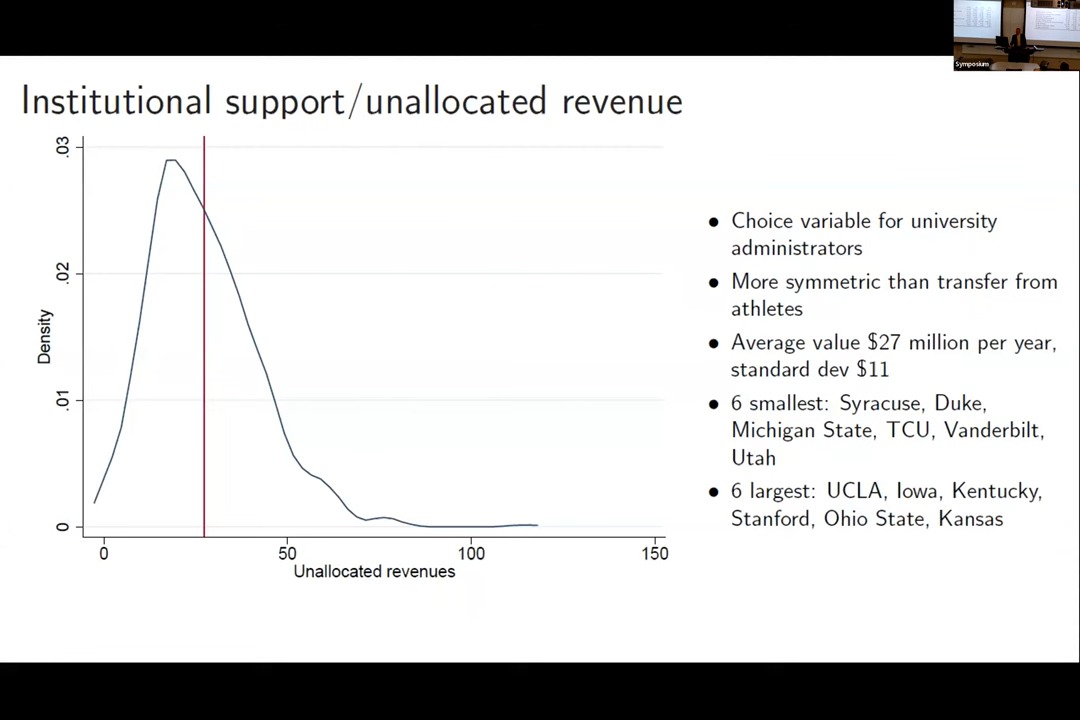 Symposium
Institutional support/unallocated revenue
.03
.02
.01
0
Density
0
50
100
150
Unallocated revenues
● Choice variable for university
administrators
● More symmetric than transfer from
athletes
● Average value $27 million per year,
standard dev $11
● 6 smallest: Syracuse, Duke,
Michigan State, TCU, Vanderbilt,
Utah
● 6 largest: UCLA, Iowa, Kentucky,
Stanford, Ohio State, Kansas